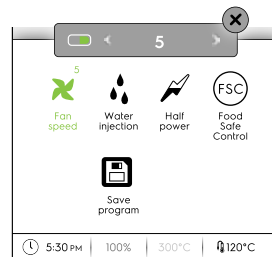 5
5
FSC
Fan
speed
Water
injection
Half
power
Food
Safe
Control
Save
program
5:30 PM 100% 300°C 120°C